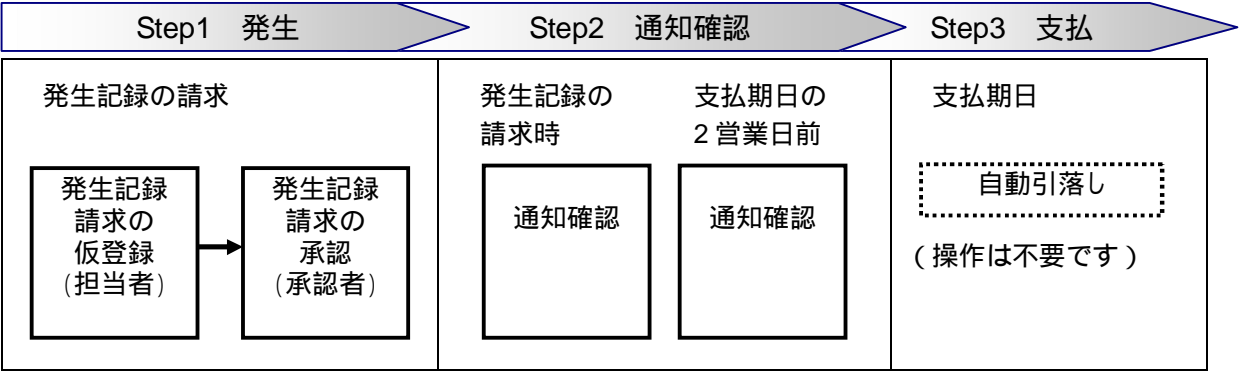 Step1 発生
Step2 通知確認
Step3 支払
発生記録の請求
発生記録
請求の
仮登録
(担当者)
発生記録
請求の
承認
(承認者)
発生記録の
請求時
通知確認
支払期日の
2営業日前
通知確認
支払期日
自動引落し
(操作は不要です)